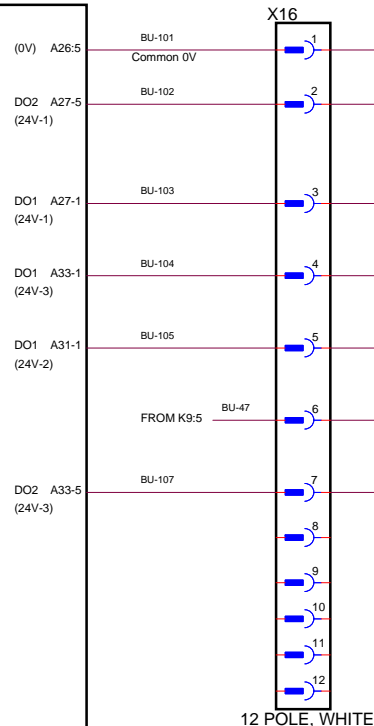 X16
BU-101
1
(0V) A26:5
Common 0V
BU-102
2
DO2 A27-5
(24V-1)
BU-103
3
DO1 A27-1
(24V-1)
BU-104
4
DO1 A33-1
(24V-3)
BU-105
5
DO1 A31-1
(24V-2)
BU-47
6
FROM K9:5
BU-107
7
DO2 A33-5
(24V-3)
8
9
10
11
12
12 POLE, WHITE